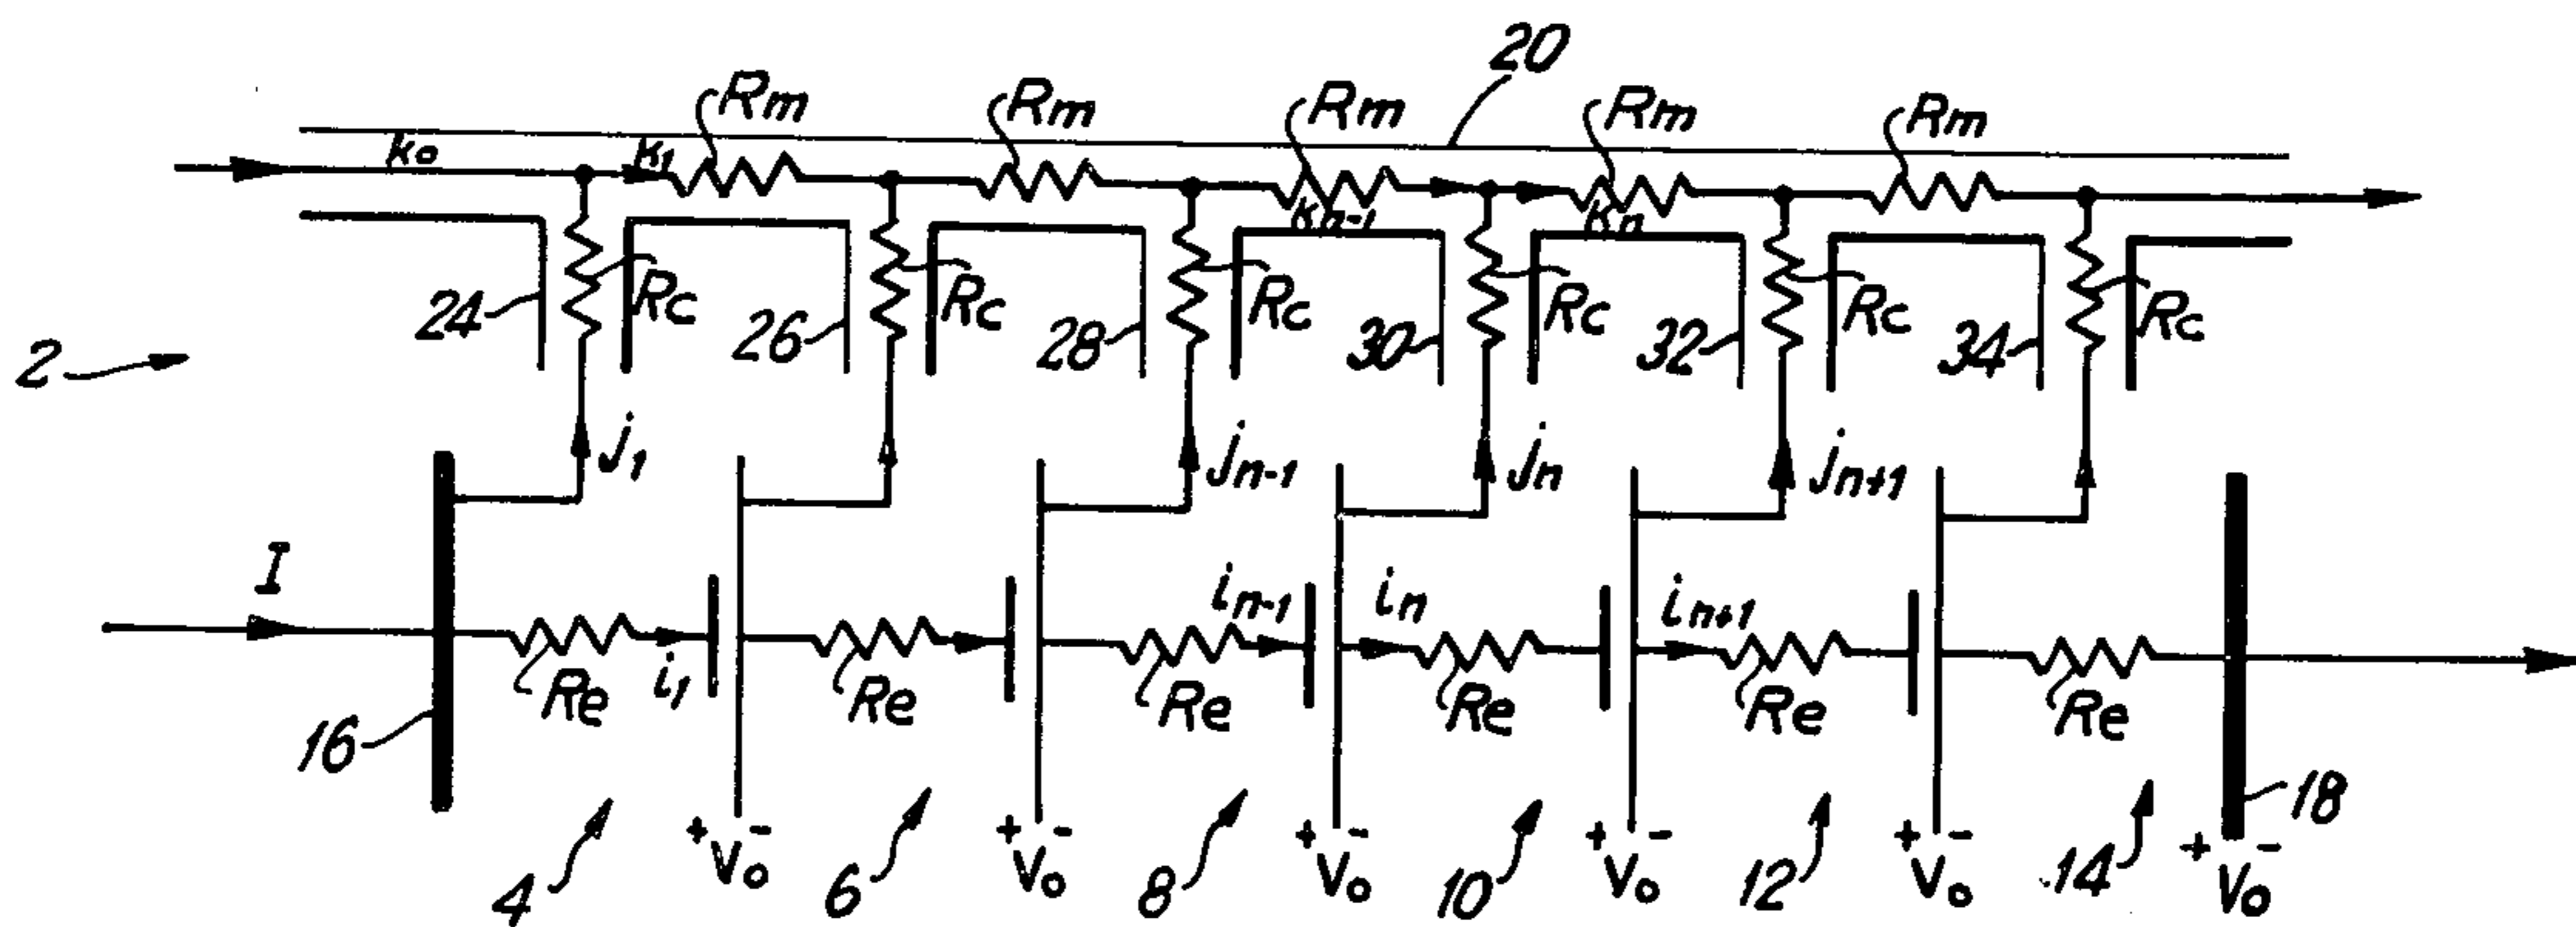 20
Rm Rm Rm Rm Rm
k0 k1 kn-1 kn
24 Rc 26 Rc 28 Rc 30 Rc 32 Rc 34 Rc
2
j1 jn-1 jn jn+1
I i1 in-1 in in+1
Re Re Re Re Re Re
16 18
+ - + - + - + - + - + -
Vo Vo Vo Vo Vo Vo
4 6 8 10 12 14